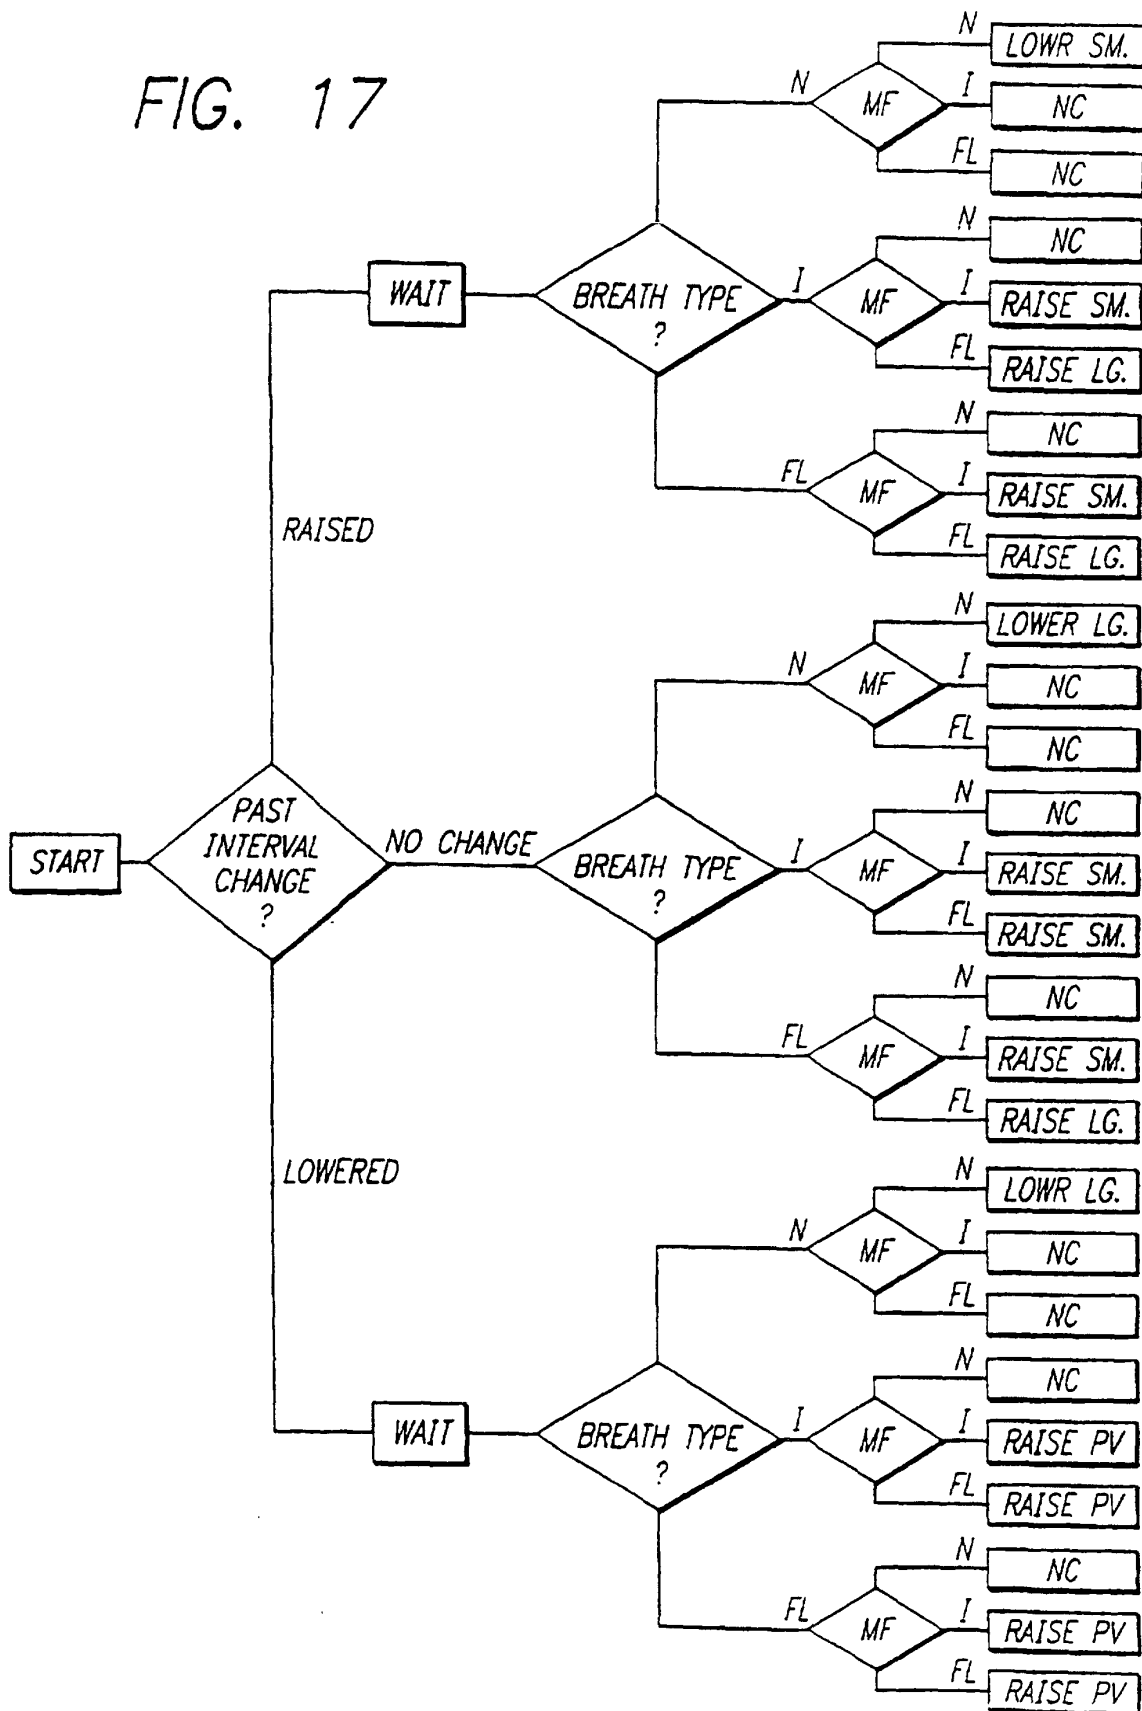 FIG. 17
N
LOWR SM.
N
MF
I
NC
FL
NC
N
NC
WAIT
BREATH TYPE
?
I
MF
I
RAISE SM.
FL
RAISE LG.
N
NC
FL
MF
I
RAISE SM.
FL
RAISE LG.
RAISED
N
LOWER LG.
N
MF
I
NC
FL
NC
START
PAST
INTERVAL
CHANGE
?
NO CHANGE
BREATH TYPE
?
N
NC
I
MF
I
RAISE SM.
FL
RAISE SM.
N
NC
FL
MF
I
RAISE SM.
FL
RAISE LG.
LOWERED
N
LOWR LG.
N
MF
I
NC
FL
NC
N
NC
WAIT
BREATH TYPE
?
I
MF
I
RAISE PV
FL
RAISE PV
N
NC
FL
MF
I
RAISE PV
FL
RAISE PV